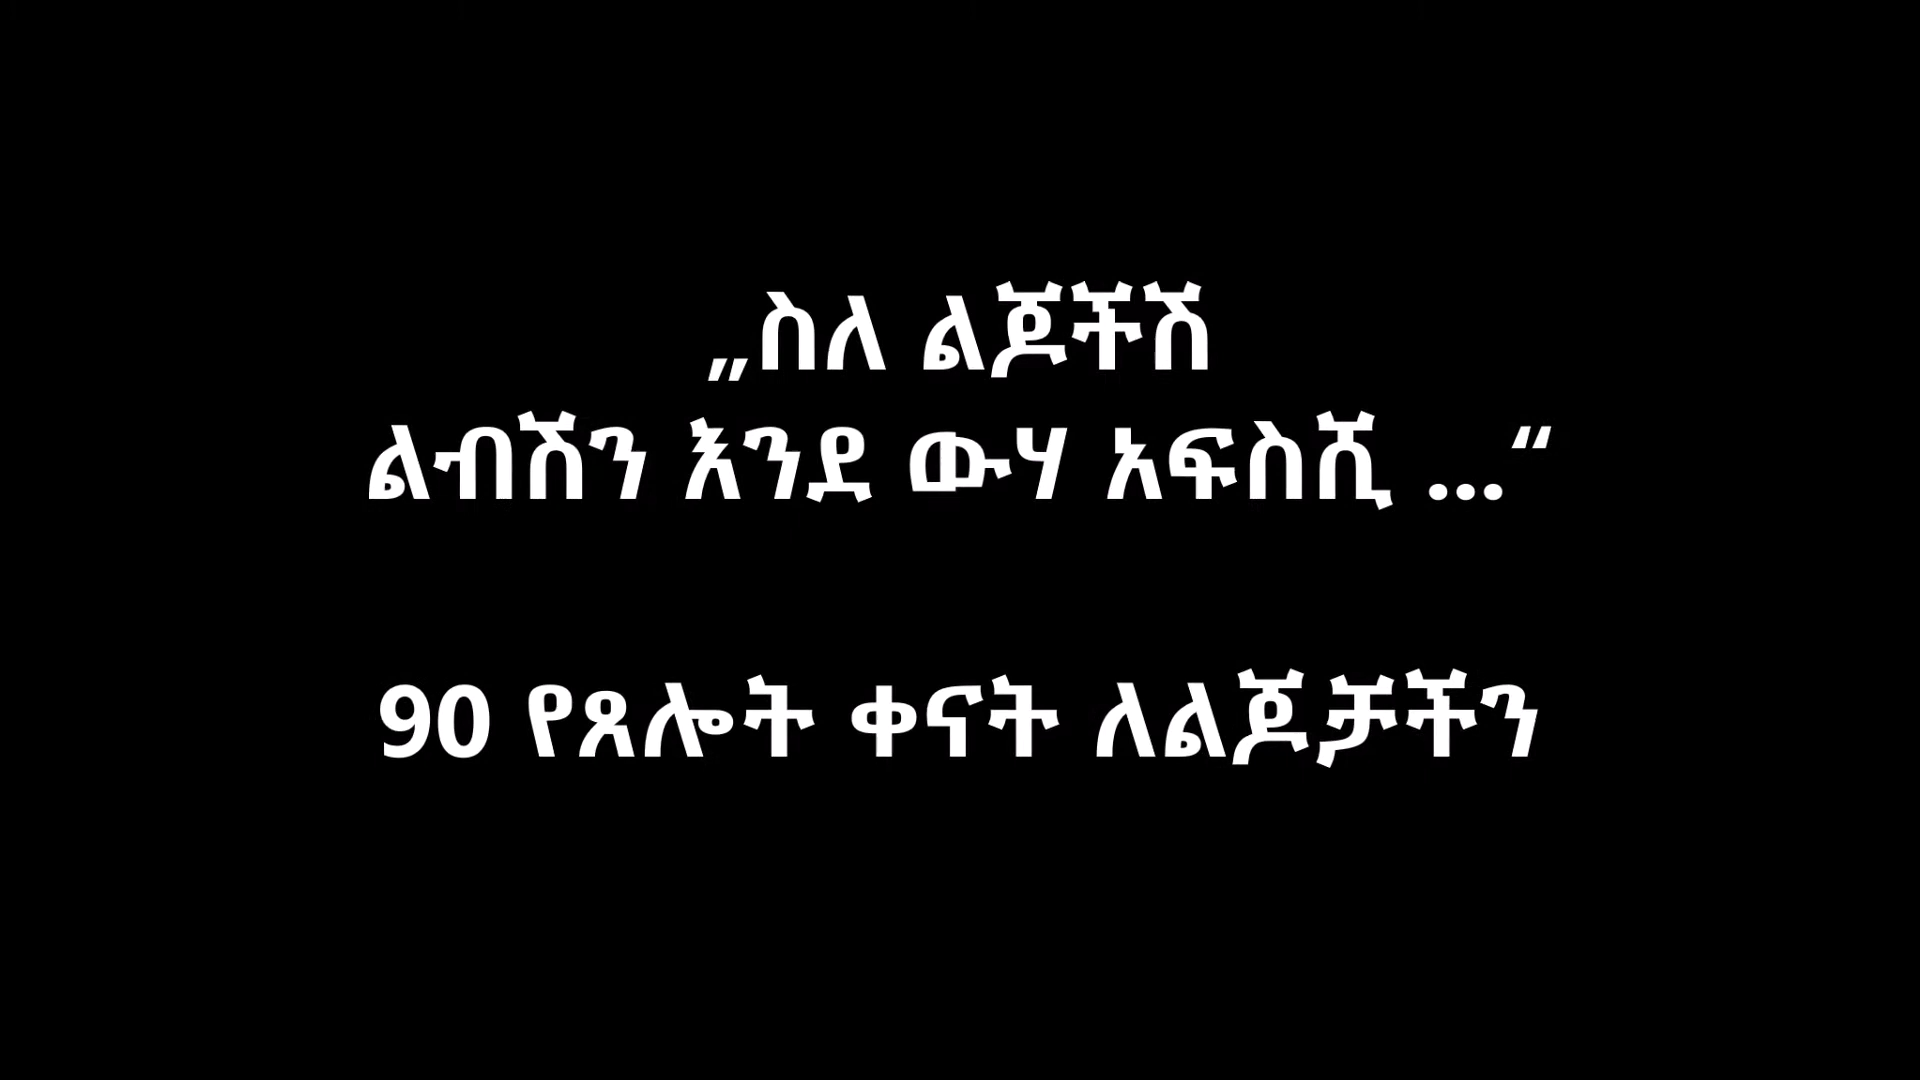 „ስለ ልጆችሽ
ልብሽን እንደ ውሃ አፍስሺ ...“
90 የጸሎት ቀናት ለልጆቻችን